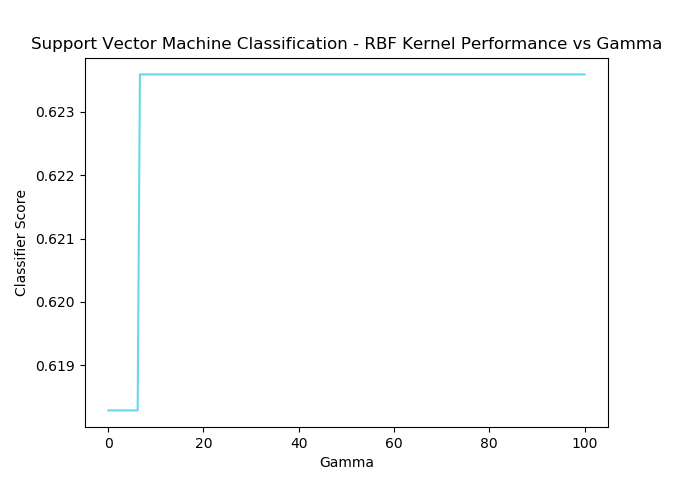 Support Vector Machine Classification - RBF Kernel Performance vs Gamma
0.623
0.622
0.621
0.620
0.619
Classifier Score
0 20 40 60 80 100
Gamma